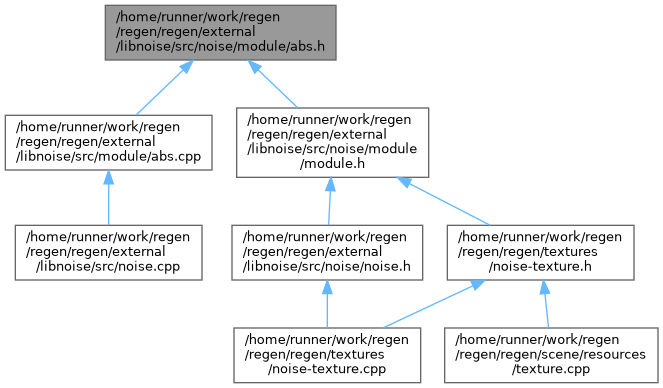 /home/runner/work/regen
/regen/regen/external
/libnoise/src/noise/module/abs.h
/home/runner/work/regen
/regen/regen/external
/libnoise/src/module/abs.cpp
/home/runner/work/regen
/regen/regen/external
/libnoise/src/noise/module
/module.h
/home/runner/work/regen
/regen/regen/external
/libnoise/src/noise.cpp
/home/runner/work/regen
/regen/regen/external
/libnoise/src/noise/noise.h
/home/runner/work/regen
/regen/regen/textures
/noise-texture.h
/home/runner/work/regen
/regen/regen/textures
/noise-texture.cpp
/home/runner/work/regen
/regen/regen/scene/resources
/texture.cpp